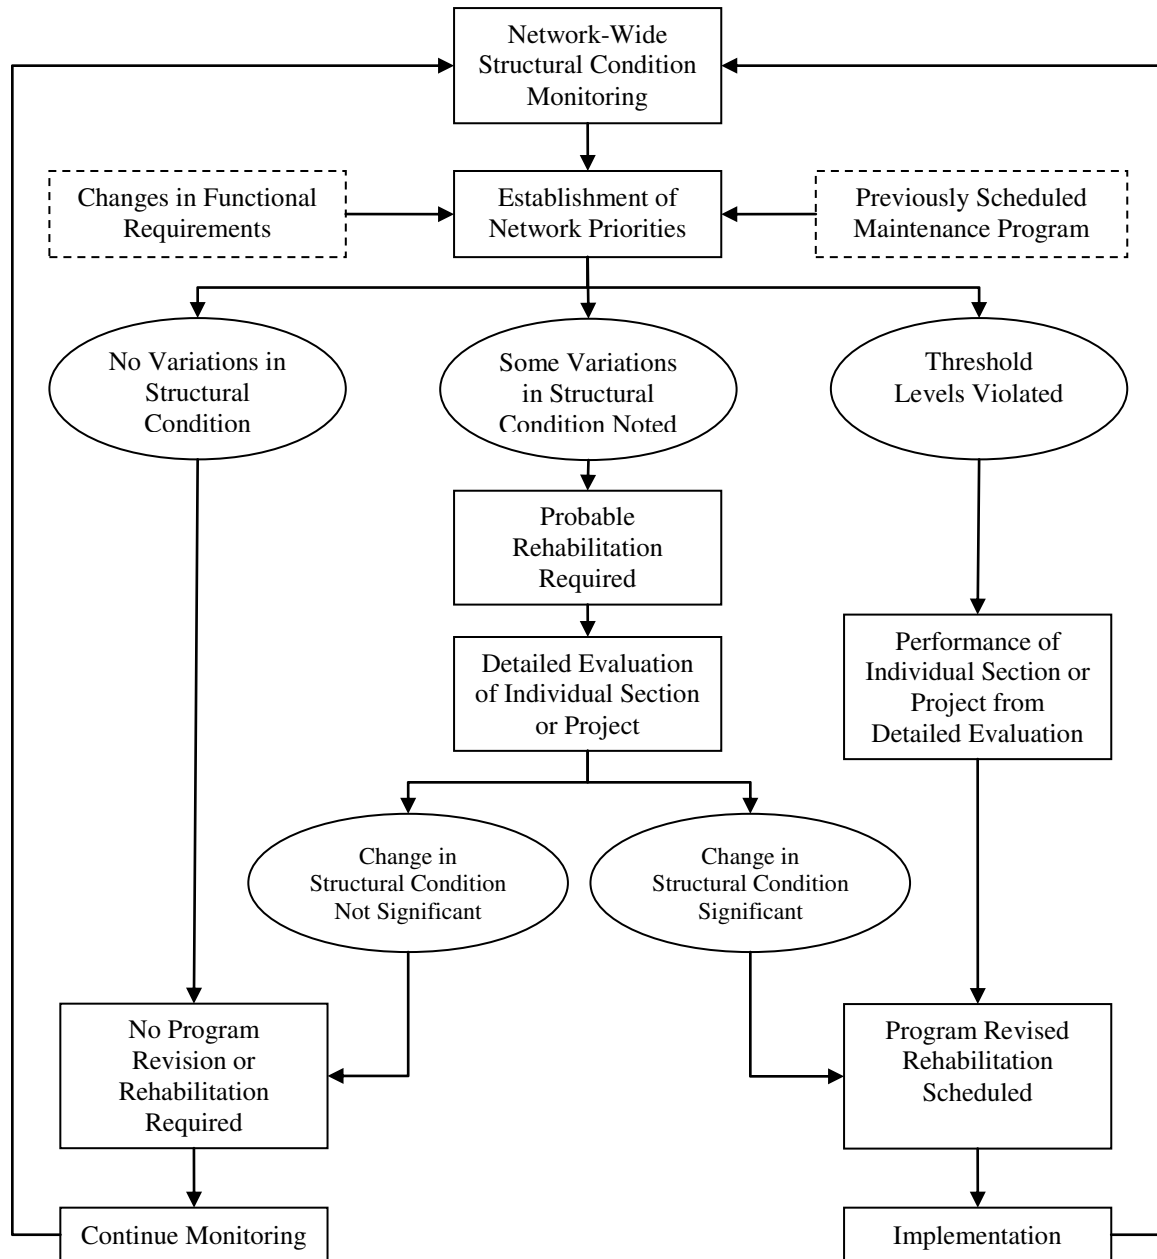 Network-Wide
Structural Condition
Monitoring
Changes in Functional
Requirements
Establishment of
Network Priorities
Previously Scheduled
Maintenance Program
No Variations in
Structural
Condition
Some Variations
in Structural
Condition Noted
Threshold
Levels Violated
Probable
Rehabilitation
Required
Detailed Evaluation
of Individual Section
or Project
Performance of
Individual Section or
Project from
Detailed Evaluation
Change in
Structural Condition
Not Significant
Change in
Structural Condition
Significant
No Program
Revision or
Rehabilitation
Required
Program Revised
Rehabilitation
Scheduled
Continue Monitoring
Implementation